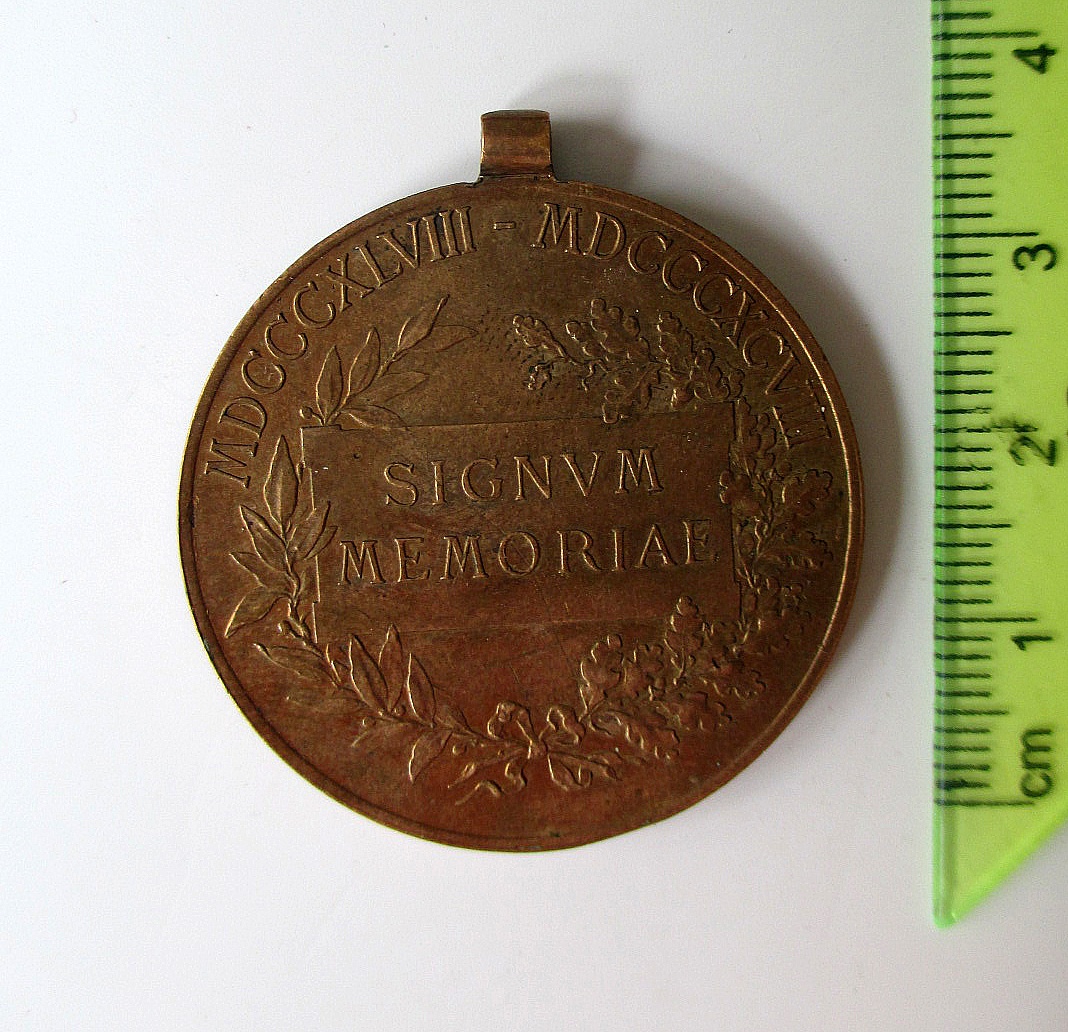 MDCCCXLVIII - MDCCCXCVIII
SIGNVM
MEMORIAE
4
3
2
1
cm